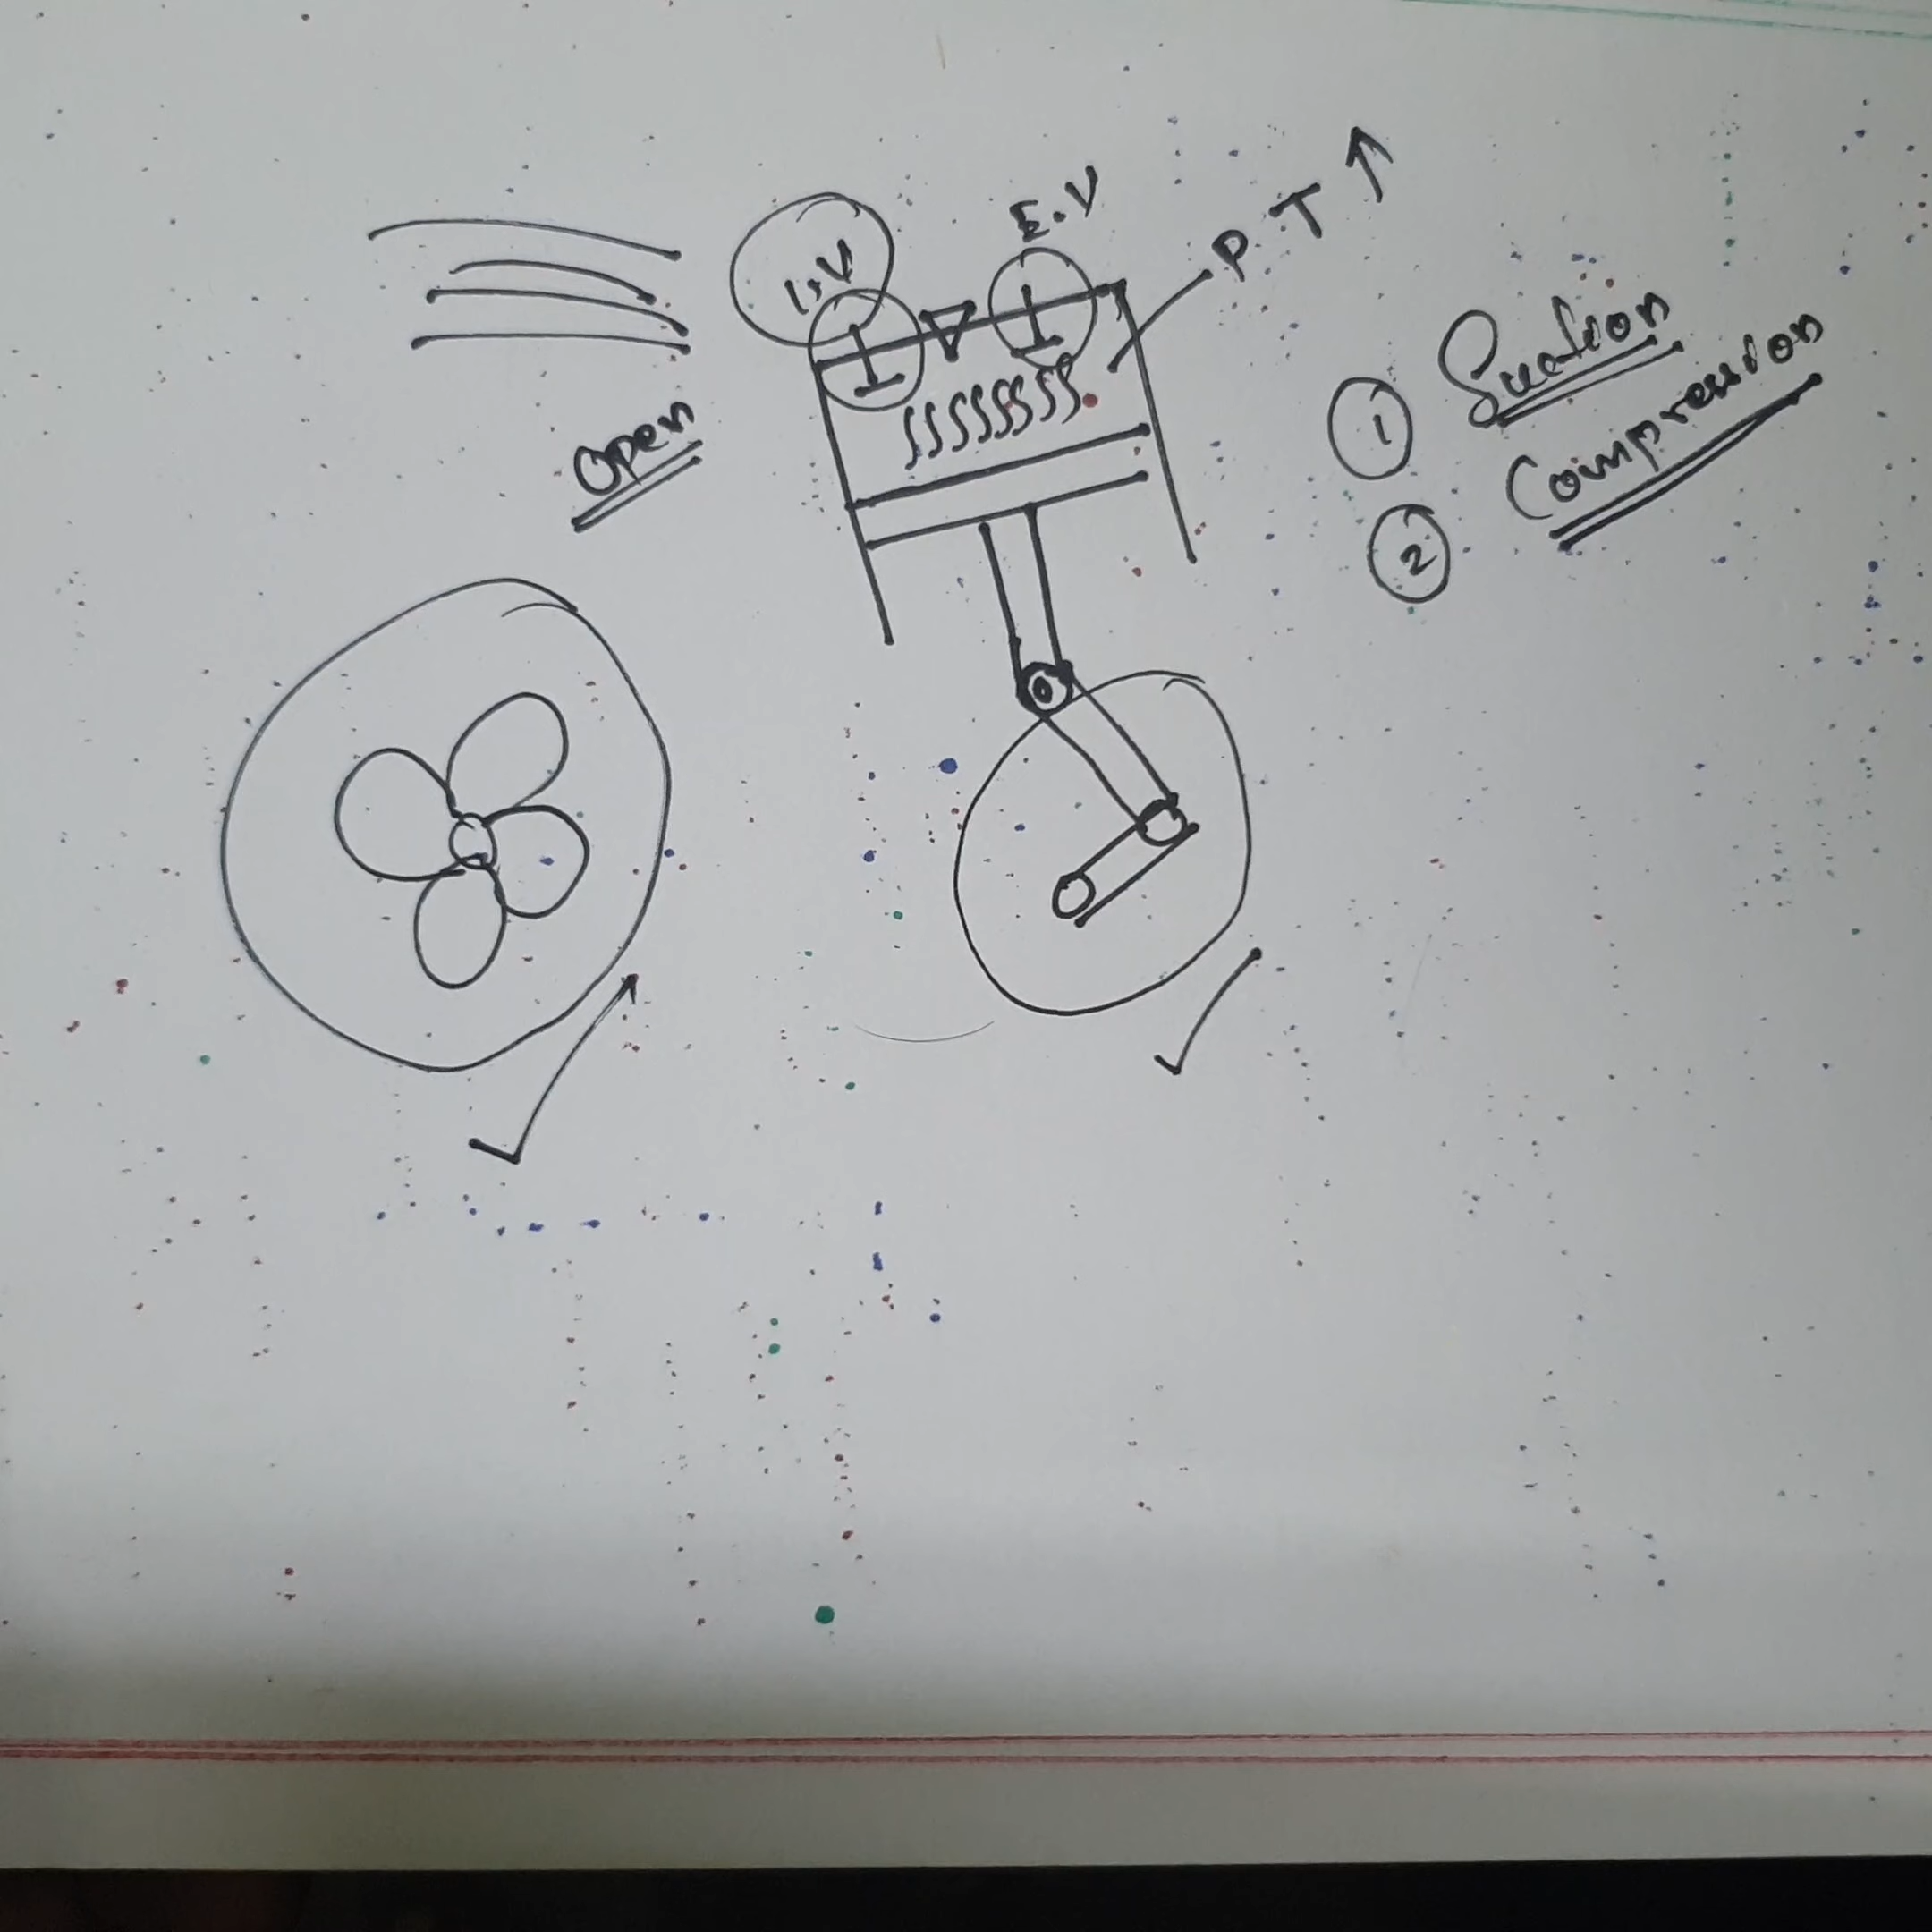 I.V
E.V
P. T ↑
Open
① Suction
② Compression